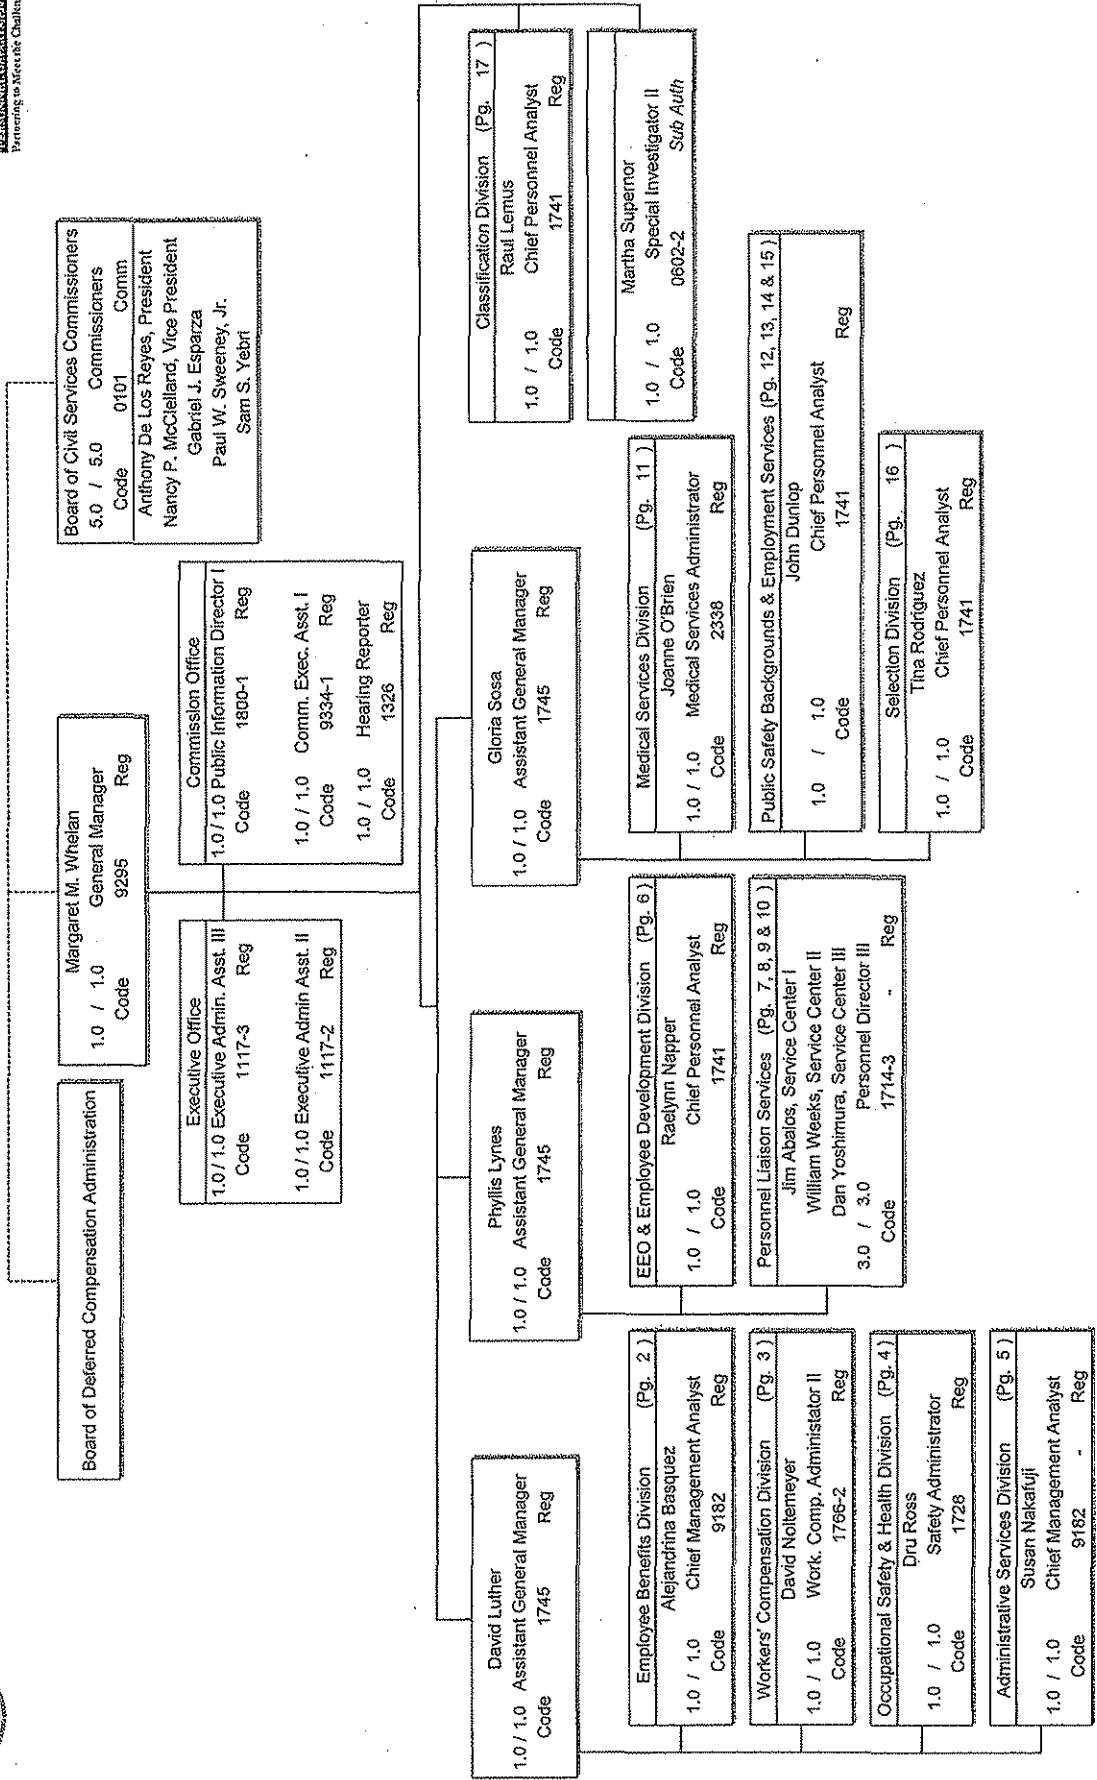 Partnering to Meet the Challen
Board of Deferred Compensation Administration
Margaret M. Whelan
1.0 / 1.0 General Manager
Code 9295 Reg
Board of Civil Services Commissioners
5.0 / 5.0 Commissioners
Code 0101 Comm
Anthony De Los Reyes, President
Nancy P. McClelland, Vice President
Gabriel J. Esparza
Paul W. Sweeney, Jr.
Sam S. Yebri
Executive Office
1.0 / 1.0 Executive Admin. Asst. III
Code 1117-3 Reg
1.0 / 1.0 Executive Admin Asst. II
Code 1117-2 Reg
Commission Office
1.0 / 1.0 Public Information Director I
Code 1800-1 Reg
1.0 / 1.0 Comm. Exec. Asst. I
Code 9334-1 Reg
1.0 / 1.0 Hearing Reporter
Code 1326 Reg
David Luther
1.0 / 1.0 Assistant General Manager
Code 1745 Reg
Employee Benefits Division (Pg. 2 )
Alejandrina Basquez
1.0 / 1.0 Chief Management Analyst
Code 9182 Reg
Workers' Compensation Division (Pg. 3 )
David Noltemeyer
1.0 / 1.0 Work. Comp. Administator II
Code 1766-2 Reg
Occupational Safety & Health Division (Pg. 4 )
Dru Ross
1.0 / 1.0 Safety Administrator
Code 1728 Reg
Administrative Services Division (Pg. 5 )
Susan Nakafuji
1.0 / 1.0 Chief Management Analyst
Code 9182 - Reg
Phyllis Lynes
1.0 / 1.0 Assistant General Manager
Code 1745 Reg
EEO & Employee Development Division (Pg. 6 )
Raelynn Napper
1.0 / 1.0 Chief Personnel Analyst
Code 1741 Reg
Personnel Liaison Services (Pg. 7, 8, 9 & 10 )
Jim Abalos, Service Center I
William Weeks, Service Center II
Dan Yoshimura, Service Center III
3.0 / 3.0 Personnel Director III
Code 1714-3 - Reg
Gloria Sosa
1.0 / 1.0 Assistant General Manager
Code 1745 Reg
Medical Services Division (Pg. 11 )
Joanne O'Brien
1.0 / 1.0 Medical Services Administrator
Code 2338 Reg
Public Safety Backgrounds & Employment Services (Pg. 12, 13, 14 & 15 )
John Dunlop
1.0 / 1.0 Chief Personnel Analyst
Code 1741 Reg
Selection Division (Pg. 16 )
Tina Rodriguez
1.0 / 1.0 Chief Personnel Analyst
Code 1741 Reg
Classification Division (Pg. 17 )
Raul Lemus
1.0 / 1.0 Chief Personnel Analyst
Code 1741 Reg
Martha Supernor
1.0 / 1.0 Special Investigator II
Code 0602-2 Sub Auth